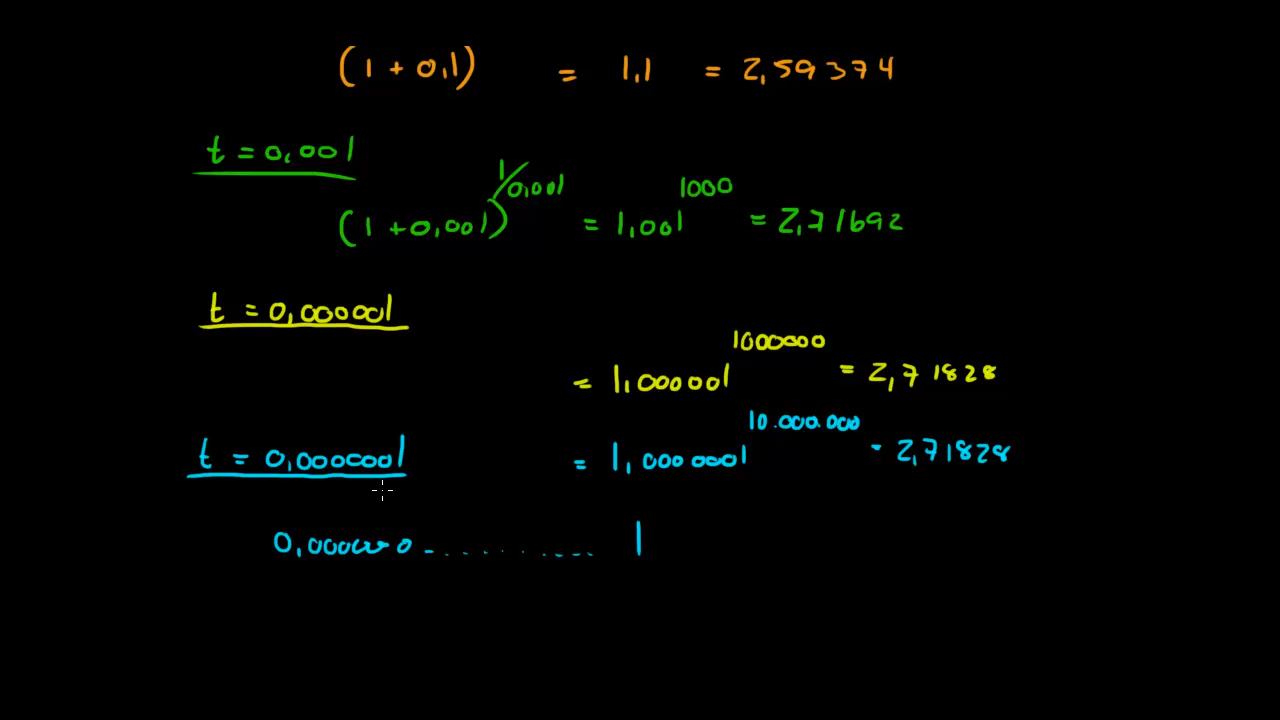 (1 + 0,1) = 1,1 = 2,59374
t = 0,001
(1 + 0,001)^1/0,001 = 1,001^1000 = 2,71692
t = 0,000001
= 1,000001^1000000 = 2,71828
t = 0,0000001
= 1,0000001^10.000.000 = 2,71828
0,0000000............ 1